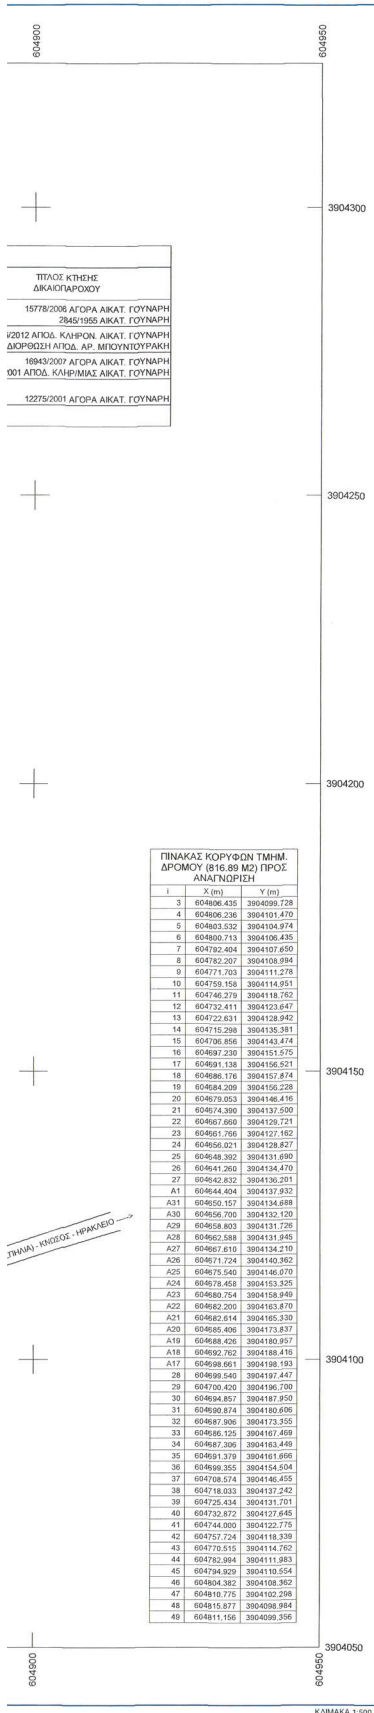 604900 604950
3904300
ΤΙΤΛΟΣ ΚΤΗΣΗΣ
ΔΙΚΑΙΟΠΑΡΟΧΟΥ
15778/2006 ΑΓΟΡΑ ΑΙΚΑΤ. ΓΟΥΝΑΡΗ
2845/1955 ΑΓΟΡΑ ΑΙΚΑΤ. ΓΟΥΝΑΡΗ
/2012 ΑΠΟΔ. ΚΛΗΡΟΝ. ΑΙΚΑΤ. ΓΟΥΝΑΡΗ
ΔΙΟΡΘΩΣΗ ΑΠΟΔ. ΑΡ. ΜΠΟΥΝΤΟΥΡΑΚΗ
16943/2007 ΑΓΟΡΑ ΑΙΚΑΤ. ΓΟΥΝΑΡΗ
001 ΑΠΟΔ. ΚΛΗΡ/ΜΙΑΣ ΑΙΚΑΤ. ΓΟΥΝΑΡΗ
12275/2001 ΑΓΟΡΑ ΑΙΚΑΤ. ΓΟΥΝΑΡΗ
3904250
3904200
ΠΙΝΑΚΑΣ ΚΟΡΥΦΩΝ ΤΜΗΜ.
ΔΡΟΜΟΥ (816.89 M2) ΠΡΟΣ
ΑΝΑΓΝΩΡΙΣΗ
i X (m) Y (m)
3 604806.435 3904099.728
4 604806.236 3904101.470
5 604803.532 3904104.974
6 604800.713 3904106.435
7 604792.404 3904107.650
8 604782.207 3904108.994
9 604771.703 3904111.278
10 604759.158 3904114.951
11 604746.279 3904118.762
12 604732.411 3904123.647
13 604722.631 3904128.942
14 604715.298 3904135.381
15 604706.856 3904143.474
16 604697.230 3904151.575
17 604691.138 3904156.521
18 604686.176 3904157.874
19 604684.209 3904156.228
20 604679.053 3904146.416
21 604674.390 3904137.500
22 604667.660 3904129.721
23 604661.766 3904127.162
24 604656.021 3904128.827
25 604648.392 3904131.690
26 604641.260 3904134.470
27 604642.832 3904136.201
A1 604644.404 3904137.932
A31 604650.157 3904134.688
A30 604656.700 3904132.120
A29 604658.803 3904131.726
A28 604662.588 3904131.945
A27 604667.610 3904134.210
A26 604671.724 3904140.362
A25 604675.540 3904146.070
A24 604678.458 3904153.325
A23 604680.754 3904158.949
A22 604682.200 3904163.870
A21 604682.614 3904165.330
A20 604685.406 3904173.837
A19 604688.426 3904180.957
A18 604692.762 3904188.416
A17 604698.661 3904198.193
28 604699.540 3904197.447
29 604700.420 3904196.700
30 604694.857 3904187.950
31 604690.874 3904180.606
32 604687.906 3904173.355
33 604686.125 3904167.469
34 604687.306 3904163.449
35 604691.379 3904161.666
36 604699.355 3904154.504
37 604708.574 3904146.455
38 604718.033 3904137.242
39 604725.434 3904131.701
40 604732.872 3904127.645
41 604744.000 3904122.775
42 604757.724 3904118.339
43 604770.515 3904114.762
44 604782.994 3904111.983
45 604794.929 3904110.554
46 604804.382 3904108.362
47 604810.775 3904102.298
48 604815.877 3904098.984
49 604811.156 3904099.356
3904150
ΠΗΛΙΑ) - ΚΝΩΣΟΣ - ΗΡΑΚΛΕΙΟ
3904100
3904050
604900 604950
ΚΛΙΜΑΚΑ 1:500